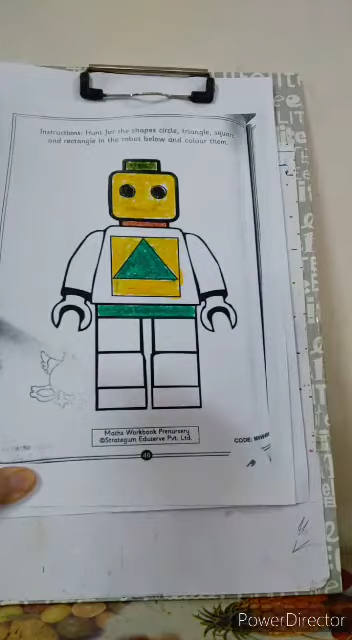 Instructions: Hunt for the shapes circle, triangle, square
and rectangle in the robot below and colour them.
Maths Workbook Prenursery
©Strategum Eduserve Pvt. Ltd.
CODE:
46
PowerDirector